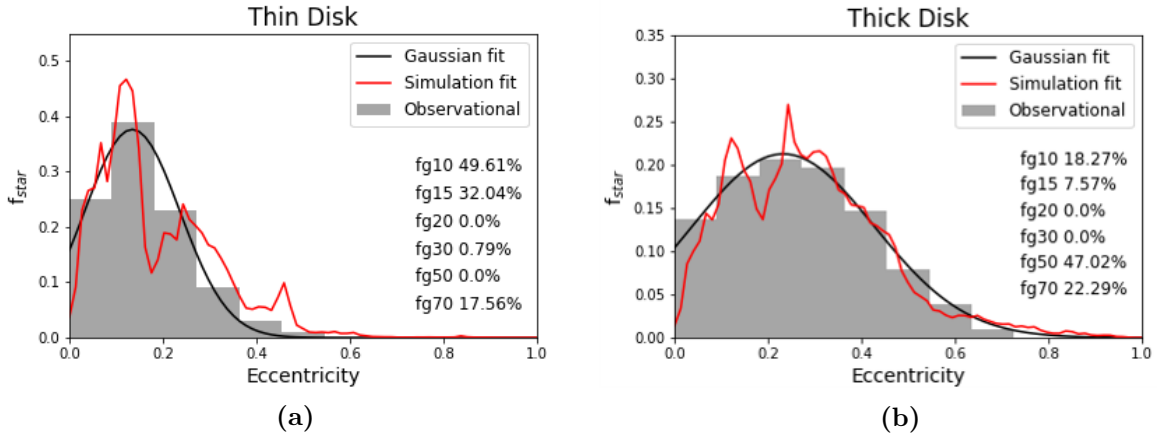 Thin Disk
f_star
0.5
0.4
0.3
0.2
0.1
0.0
Gaussian fit
Simulation fit
Observational
fg10 49.61%
fg15 32.04%
fg20 0.0%
fg30 0.79%
fg50 0.0%
fg70 17.56%
0.0 0.2 0.4 0.6 0.8 1.0
Eccentricity
(a)
Thick Disk
f_star
0.35
0.30
0.25
0.20
0.15
0.10
0.05
0.00
Gaussian fit
Simulation fit
Observational
fg10 18.27%
fg15 7.57%
fg20 0.0%
fg30 0.0%
fg50 47.02%
fg70 22.29%
0.0 0.2 0.4 0.6 0.8 1.0
Eccentricity
(b)